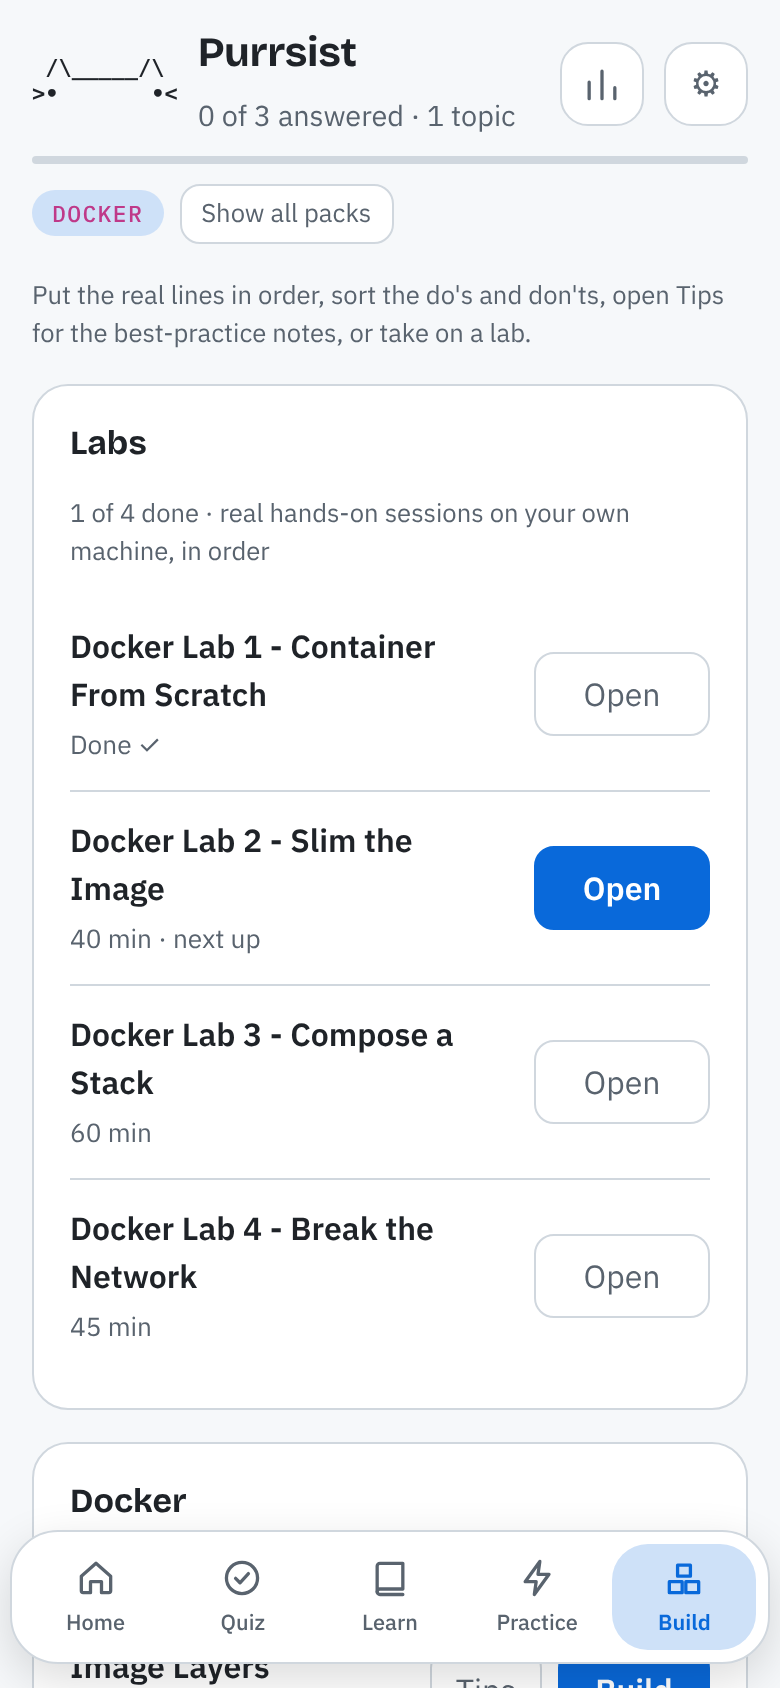 /\_____/\
>•       •<
Purrsist
0 of 3 answered · 1 topic
⚙
DOCKER
Show all packs
Put the real lines in order, sort the do's and don'ts, open Tips
for the best-practice notes, or take on a lab.
Labs
1 of 4 done · real hands-on sessions on your own
machine, in order
Docker Lab 1 - Container
From Scratch
Done ✓
Open
Docker Lab 2 - Slim the
Image
40 min · next up
Open
Docker Lab 3 - Compose a
Stack
60 min
Open
Docker Lab 4 - Break the
Network
45 min
Open
Docker
Image Layers
Tips
Build
Home
Quiz
Learn
Practice
Build